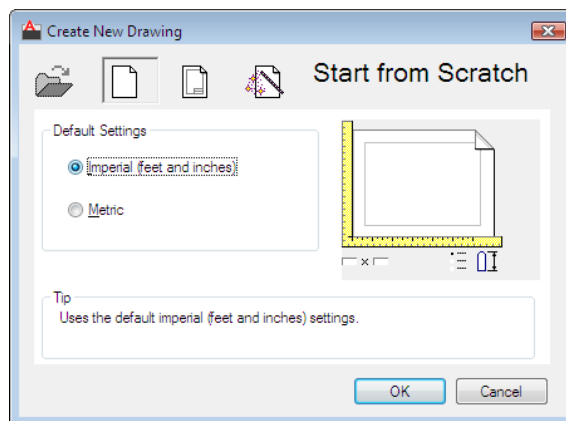 Create New Drawing
Start from Scratch
Default Settings
Imperial (feet and inches)
Metric
Tip
Uses the default imperial (feet and inches) settings.
OK
Cancel